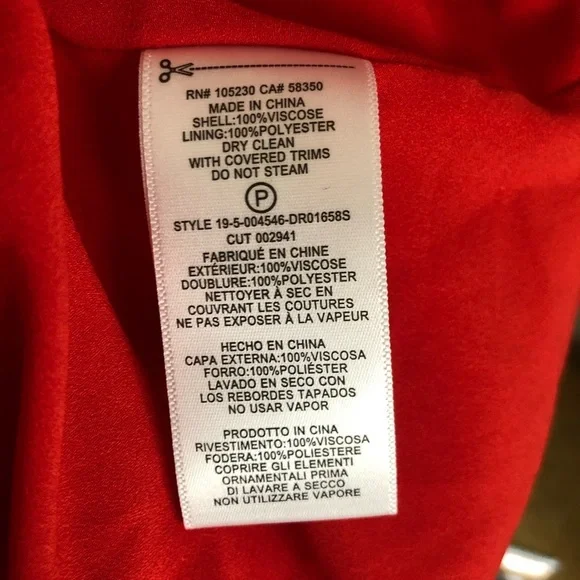 RN# 105230 CA# 58350
MADE IN CHINA
SHELL:100%VISCOSE
LINING:100%POLYESTER
DRY CLEAN
WITH COVERED TRIMS
DO NOT STEAM
P
STYLE 19-5-004546-DR01658S
CUT 002941
FABRIQUÉ EN CHINE
EXTÉRIEUR:100%VISCOSE
DOUBLURE:100%POLYESTER
NETTOYER À SEC EN
COUVRANT LES COUTURES
NE PAS EXPOSER À LA VAPEUR
HECHO EN CHINA
CAPA EXTERNA:100%VISCOSA
FORRO:100%POLIÉSTER
LAVADO EN SECO CON
LOS REBORDES TAPADOS
NO USAR VAPOR
PRODOTTO IN CINA
RIVESTIMENTO:100%VISCOSA
FODERA:100%POLIESTERE
COPRIRE GLI ELEMENTI
ORNAMENTALI PRIMA
DI LAVARE A SECCO
NON UTILIZZARE VAPORE